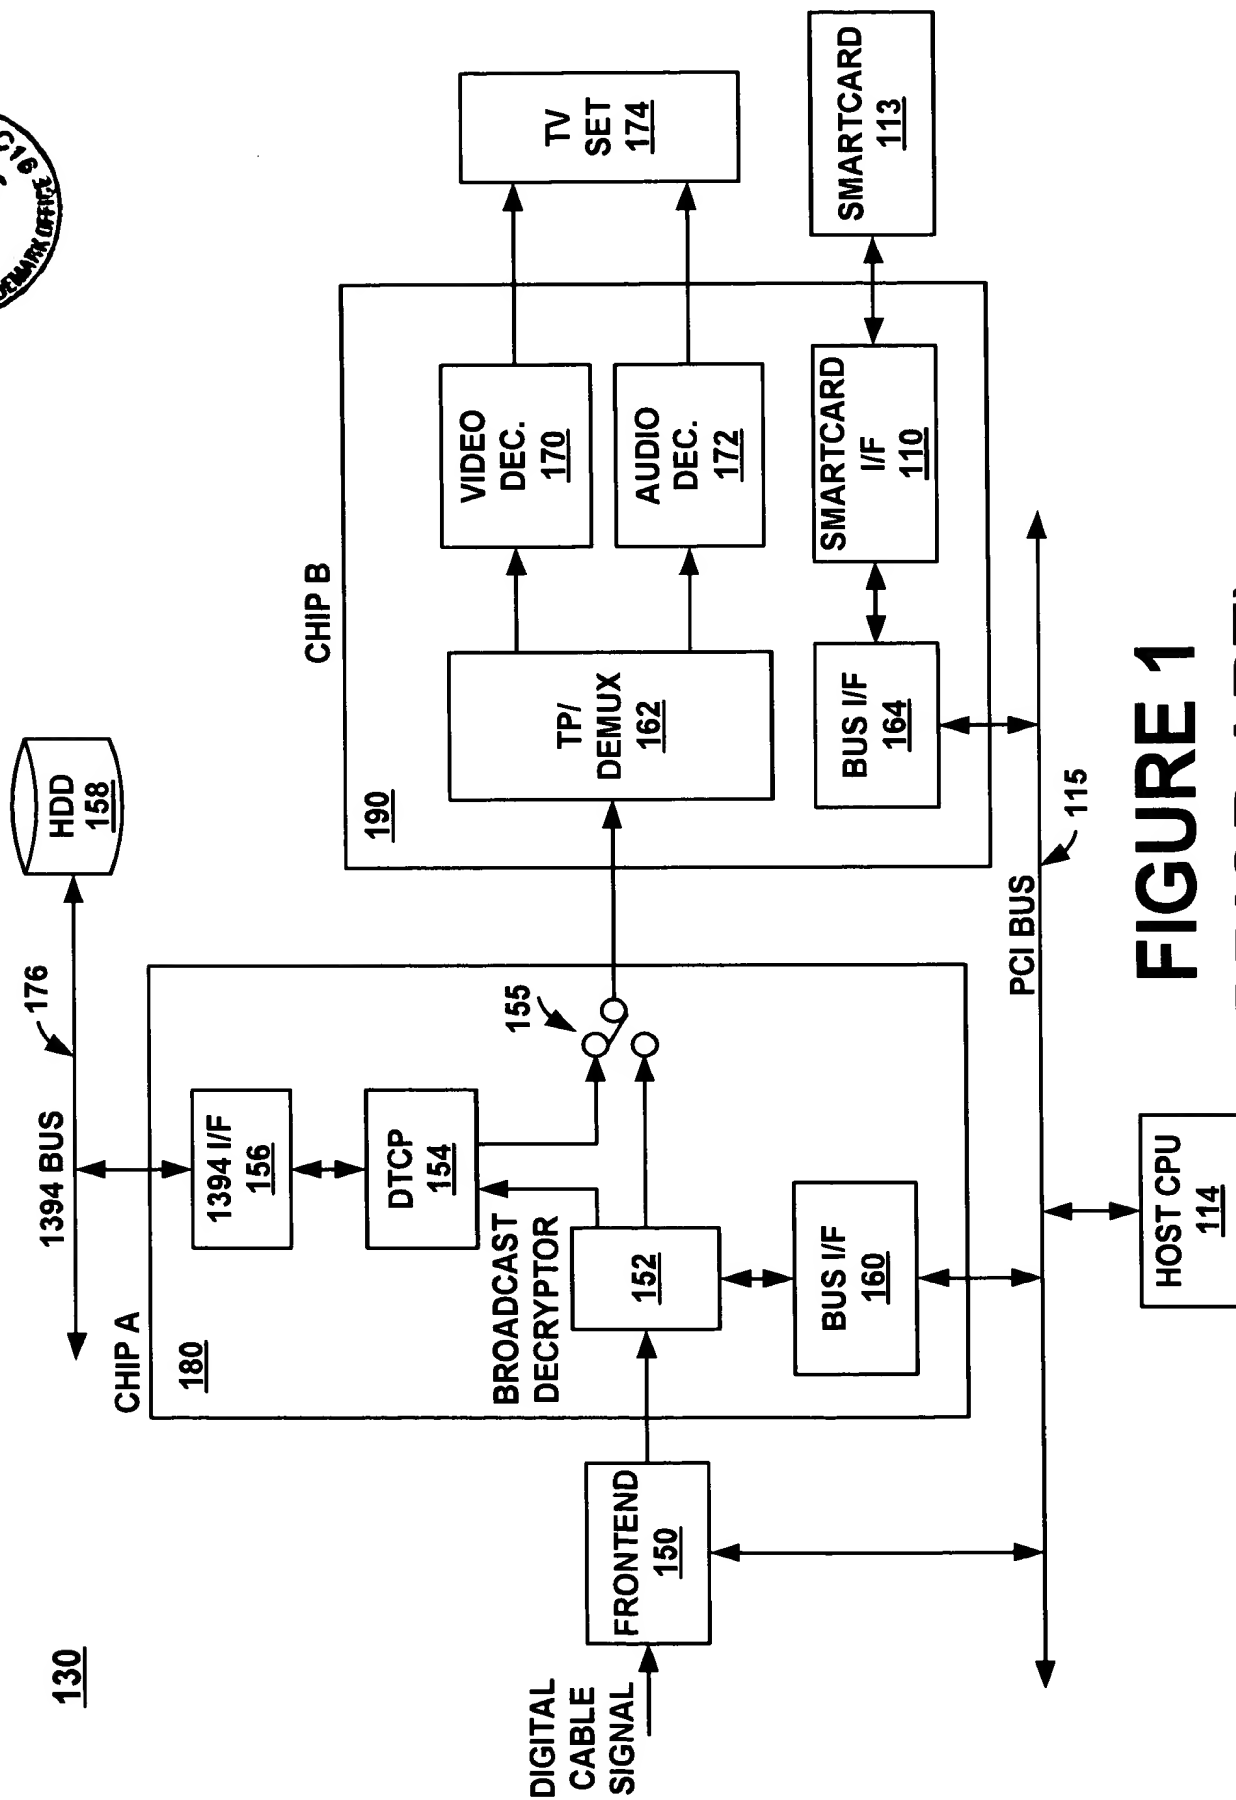 130
DIGITAL
CABLE
SIGNAL
FRONTEND
150
CHIP A
180
1394 BUS
176
HDD
158
1394 I/F
156
DTCP
154
BROADCAST
DECRYPTOR
152
155
BUS I/F
160
CHIP B
190
TP/
DEMUX
162
VIDEO
DEC.
170
AUDIO
DEC.
172
TV
SET
174
BUS I/F
164
SMARTCARD
I/F
110
SMARTCARD
113
PCI BUS
115
HOST CPU
114
FIGURE 1